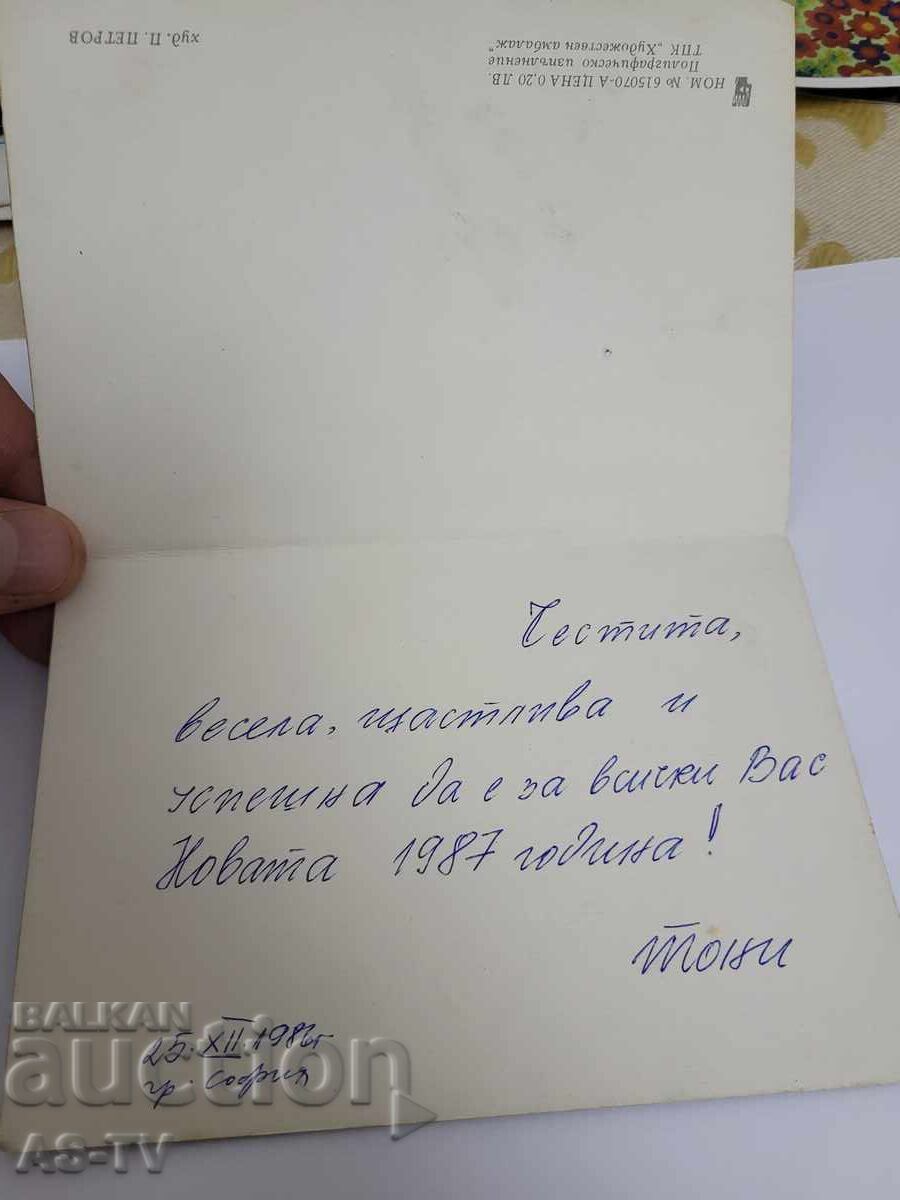 худ. П. ПЕТРОВ
НОМ. № 615070-А ЦЕНА 0,20 ЛВ.
Полиграфическо изпълнение
ТПК „Художествен амбалаж"
Честита,
весела, щастлива и
успешна да е за всички Вас
Новата 1987 година!
Тони
25.XII.1986г
гр. София
BALKAN
auction
AS-TV